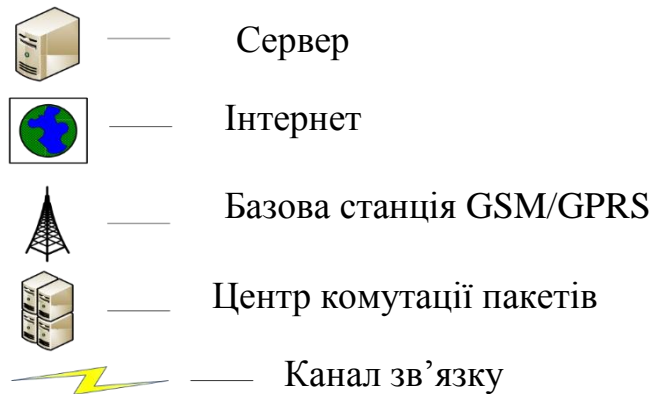 Сервер
Інтернет
Базова станція GSM/GPRS
Центр комутації пакетів
Канал зв’язку